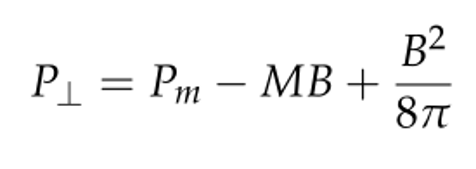 P⊥ = Pm − MB + B²/8π